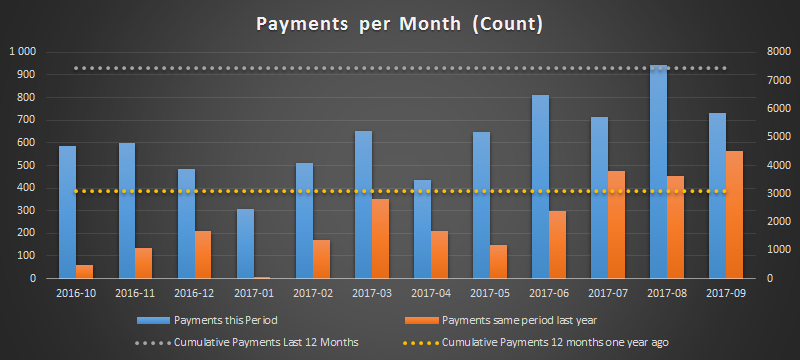 Payments per Month (Count)
1 000 8000
900 7000
800 6000
700 5000
600 4000
500 3000
400 2000
300 1000
200 0
100
0
2016-10 2016-11 2016-12 2017-01 2017-02 2017-03 2017-04 2017-05 2017-06 2017-07 2017-08 2017-09
Payments this Period Payments same period last year
Cumulative Payments Last 12 Months Cumulative Payments 12 months one year ago